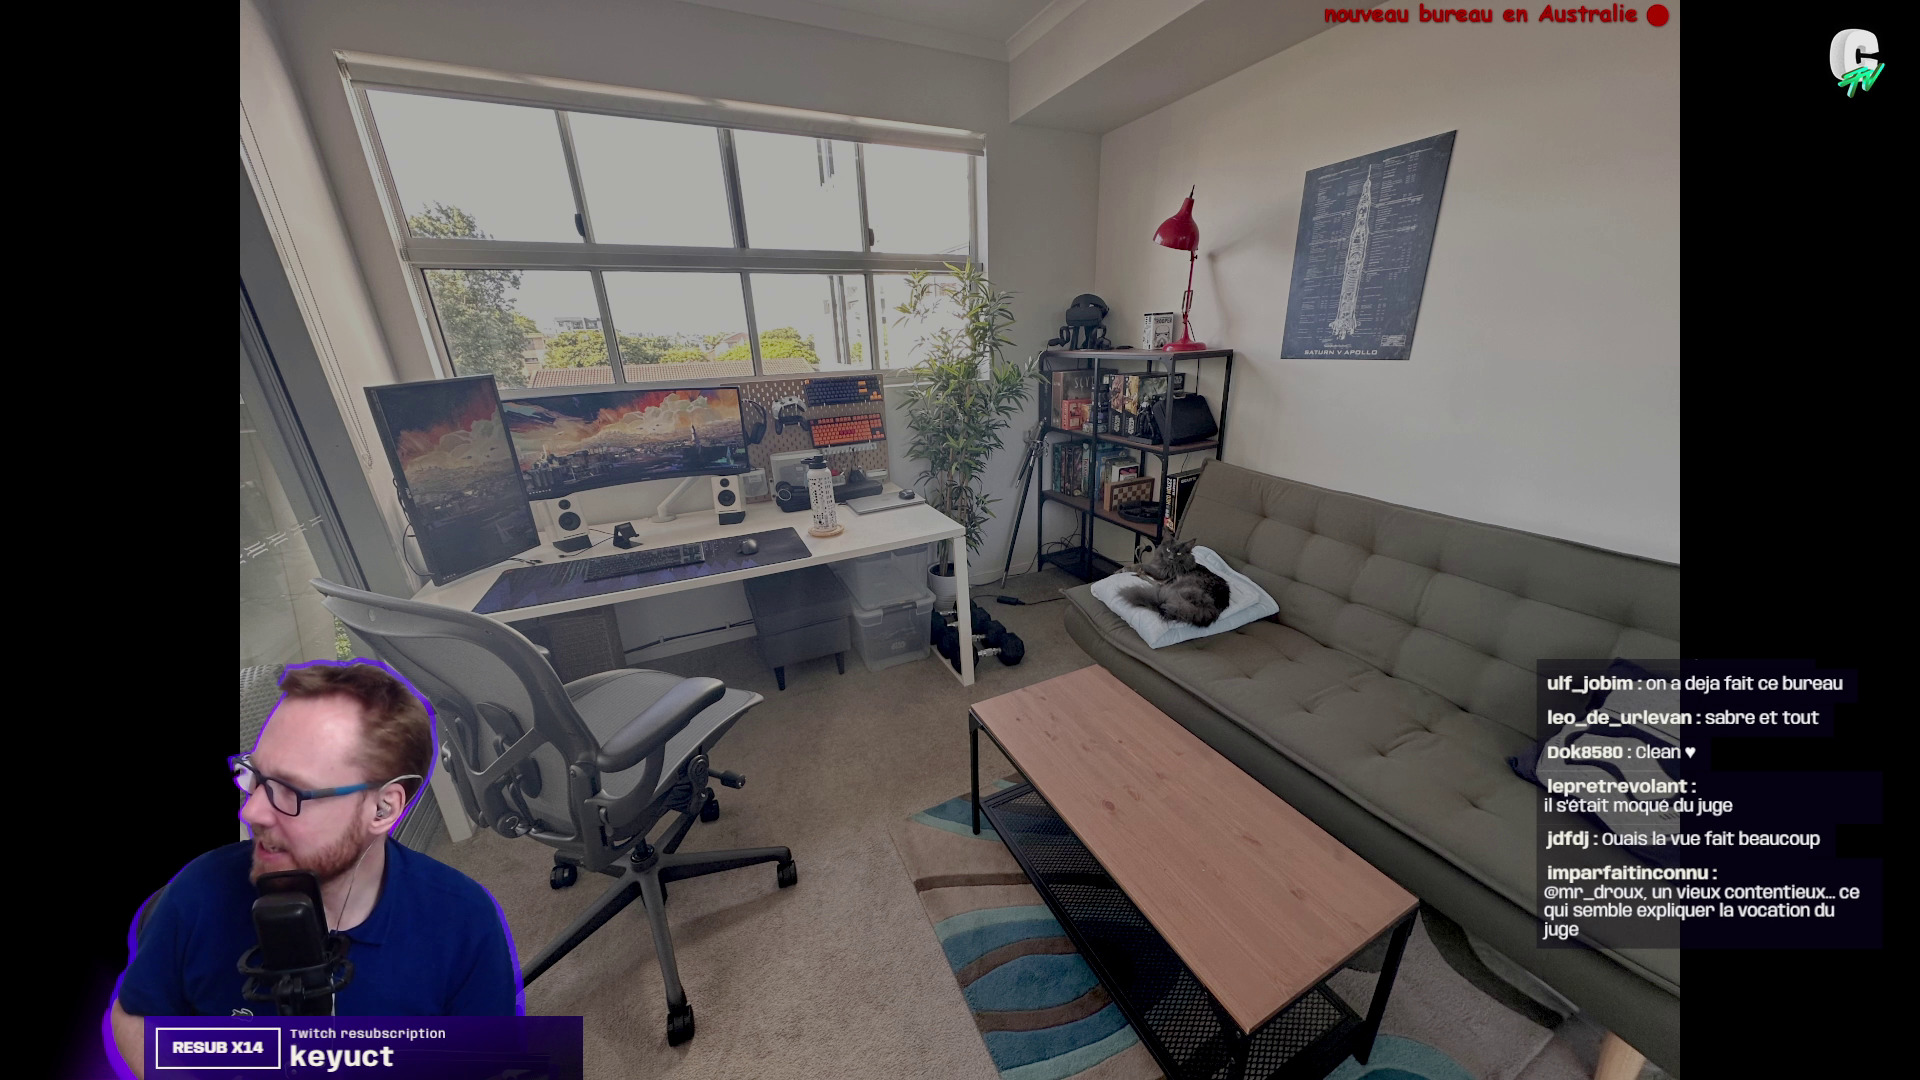 nouveau bureau en Australie
C
TV
SATURN V APOLLO
ulf_jobim : on a deja fait ce bureau
leo_de_urlevan : sabre et tout
Dok8580 : Clean ♥
lepretrevolant :
il s'était moqué du juge
jdfdj : Ouais la vue fait beaucoup
imparfaitinconnu :
@mr_droux, un vieux contentieux... ce
qui semble expliquer la vocation du
juge
RESUB X14
Twitch resubscription
keyuct